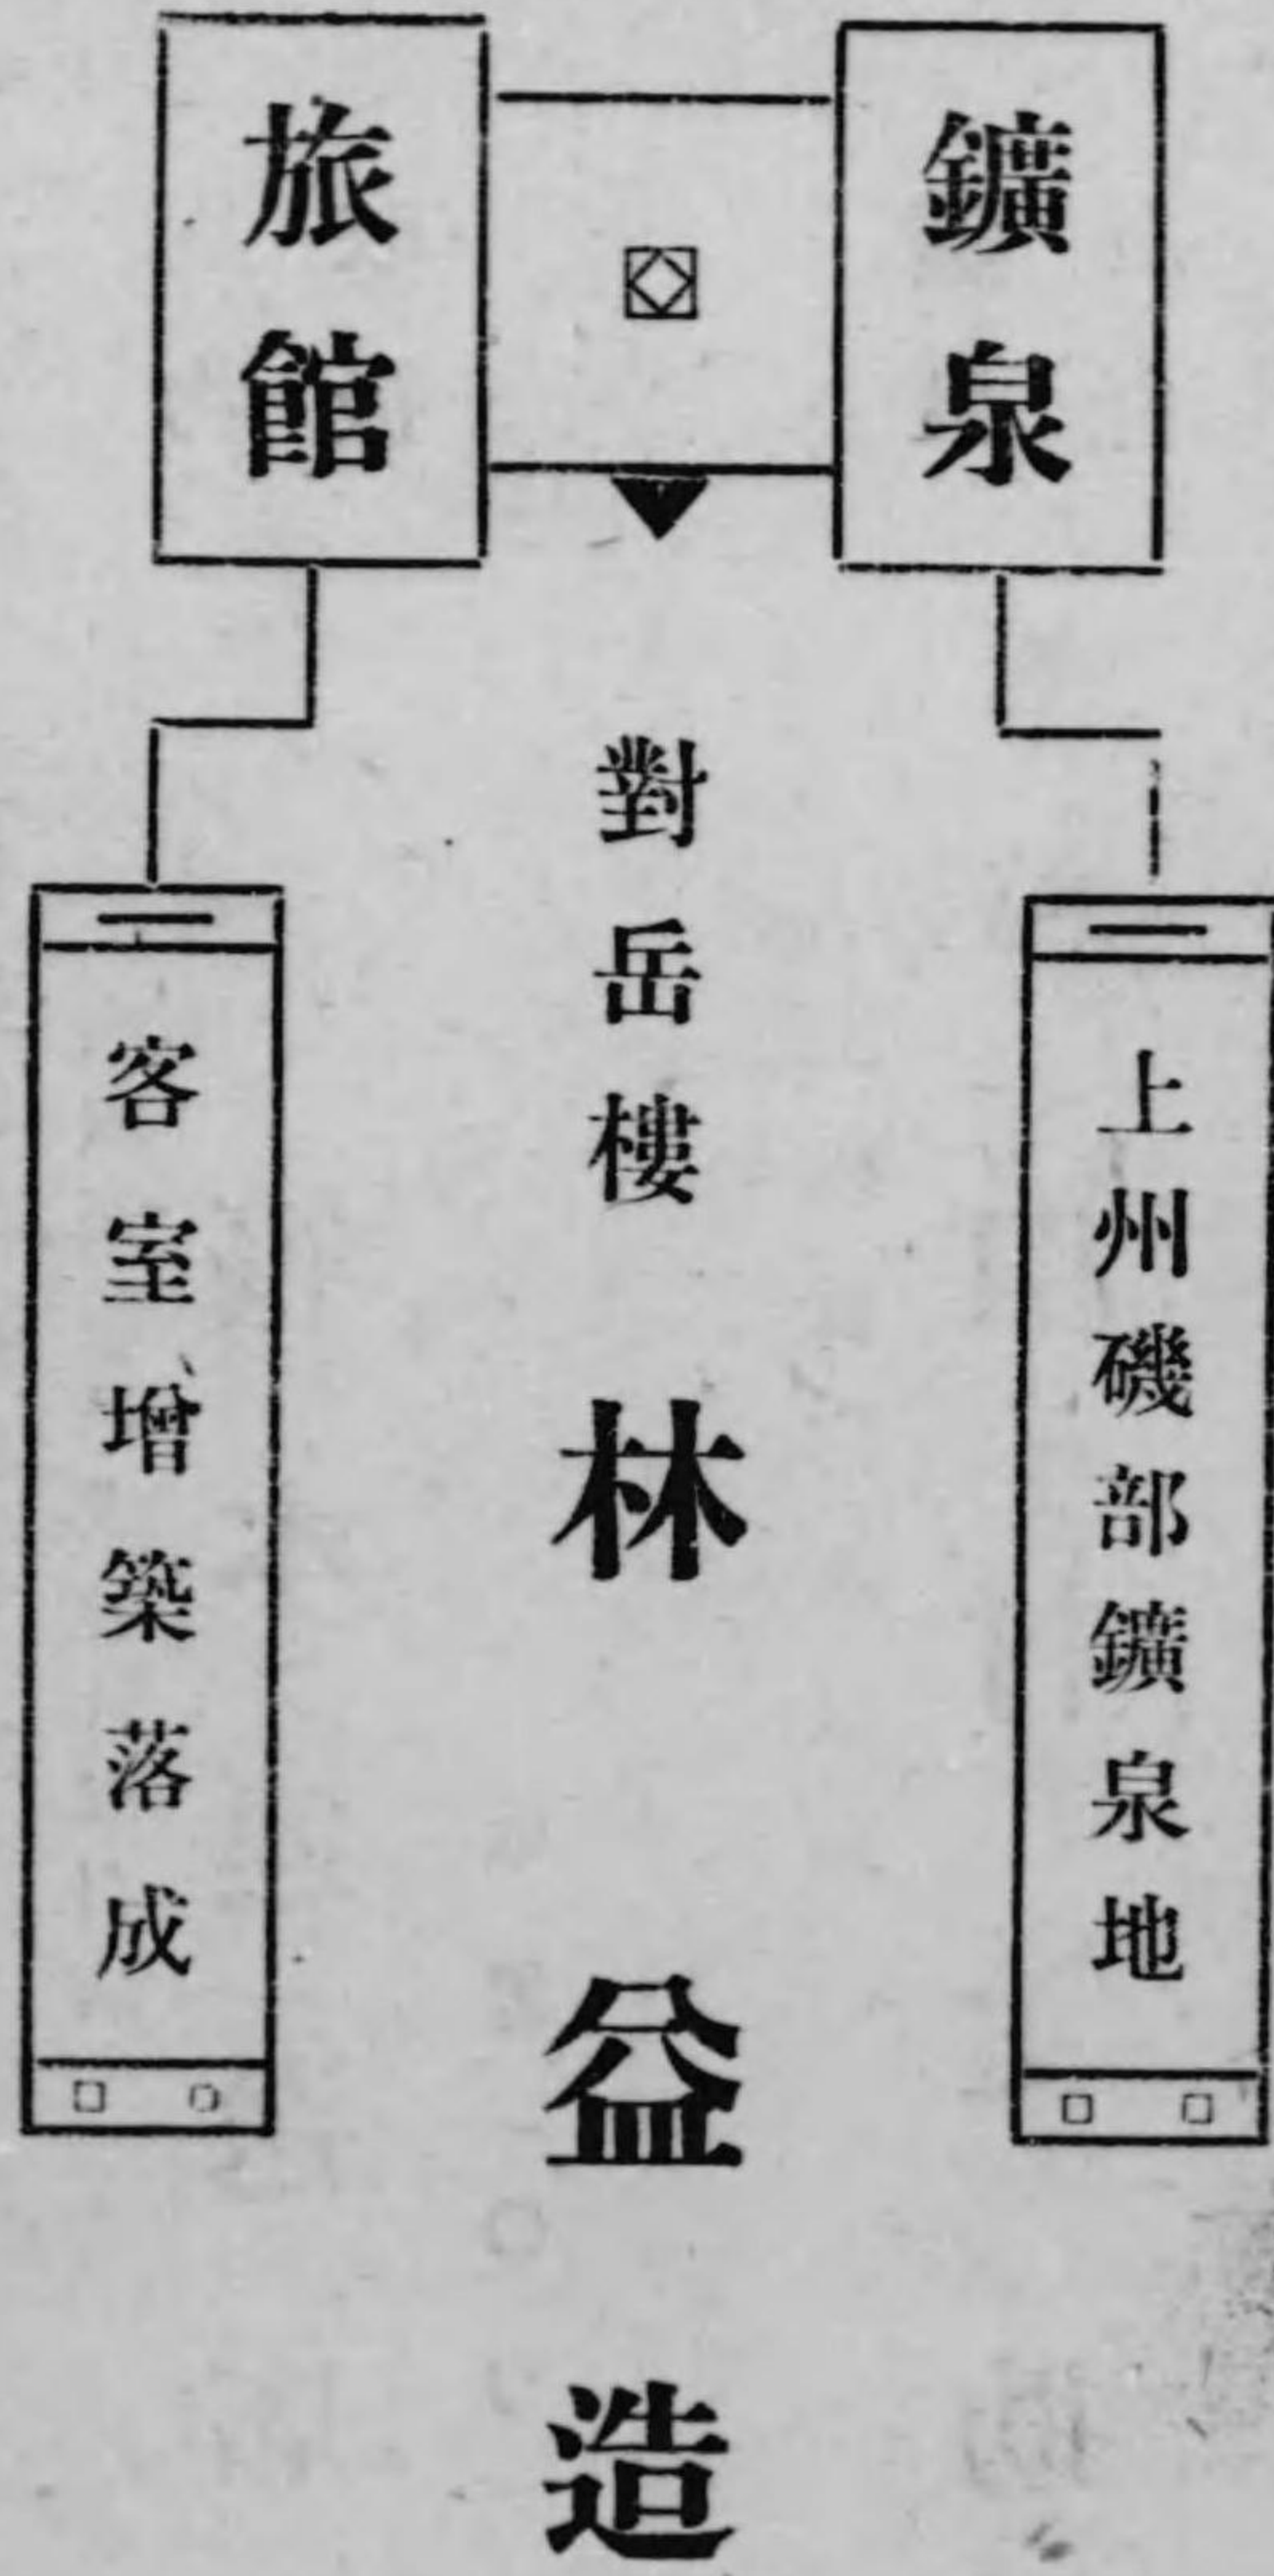 鑛泉
旅館
上州磯部鑛泉地
對岳樓
林益造
客室增築落成